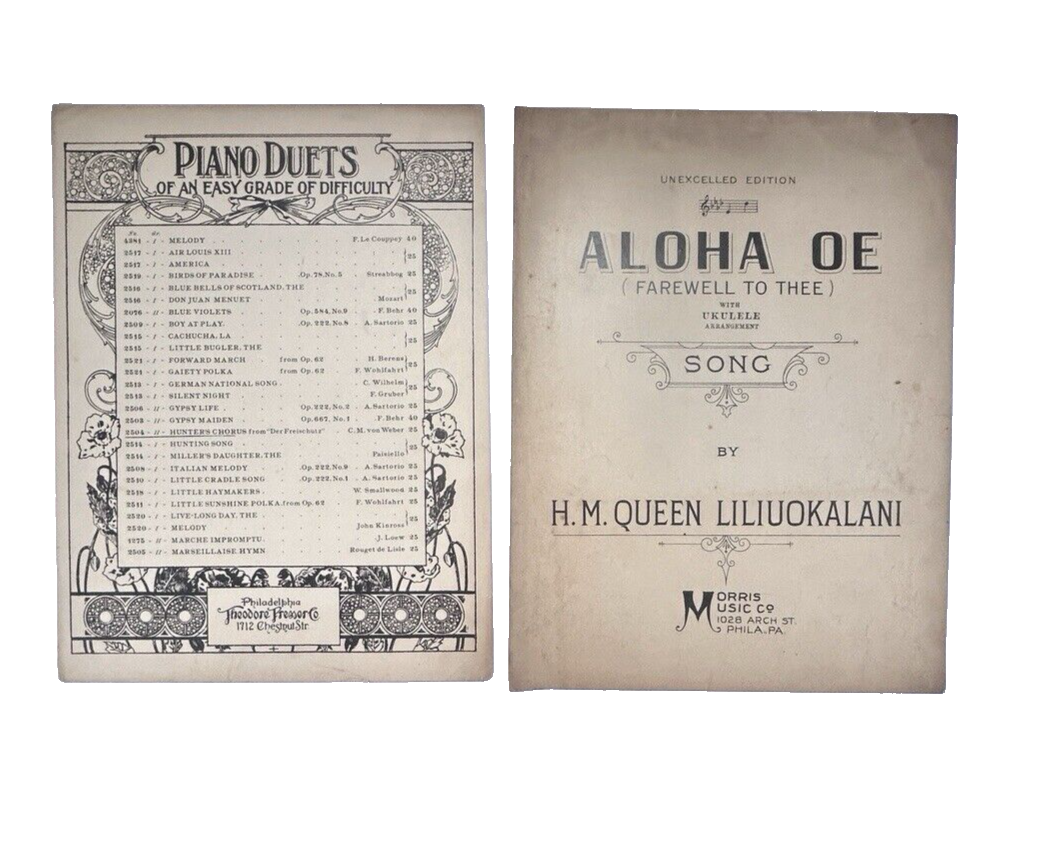 PIANO DUETS
OF AN EASY GRADE OF DIFFICULTY
No. Gr.
4381 - I - MELODY F. Le Couppey 40
2517 - I - AIR LOUIS XIII
2517 - I - AMERICA 25
2519 - I - BIRDS OF PARADISE Op. 78, No. 5 Streabbog 25
2516 - I - BLUE BELLS OF SCOTLAND, THE
2516 - I - DON JUAN MENUET Mozart 25
2076 - II - BLUE VIOLETS Op. 584, No. 9 F. Behr 40
2509 - I - BOY AT PLAY. Op. 222, No. 8 A. Sartorio 25
2515 - I - CACHUCHA, LA
2515 - I - LITTLE BUGLER, THE 25
2521 - I - FORWARD MARCH from Op. 62 H. Berens
2521 - I - GAIETY POLKA from Op. 62 F. Wohlfahrt 25
2513 - I - GERMAN NATIONAL SONG C. Wilhelm
2513 - I - SILENT NIGHT F. Gruber 25
2506 - II - GYPSY LIFE Op. 222, No. 2 A. Sartorio 25
2503 - II - GYPSY MAIDEN Op. 667, No. 1 F. Behr 40
2504 - II - HUNTER'S CHORUS from "Der Freischutz" C. M. von Weber 25
2514 - I - HUNTING SONG
2514 - I - MILLER'S DAUGHTER, THE Paisiello 25
2508 - I - ITALIAN MELODY Op. 222, No. 9 A. Sartorio 25
2510 - I - LITTLE CRADLE SONG Op. 222, No. 1 A. Sartorio 25
2518 - I - LITTLE HAYMAKERS W. Smallwood 25
2511 - I - LITTLE SUNSHINE POLKA from Op. 62 F. Wohlfahrt 25
2520 - I - LIVE-LONG DAY, THE
2520 - I - MELODY John Kinross 25
1275 - II - MARCHE IMPROMPTU J. Loew 25
2505 - II - MARSEILLAISE HYMN Rouget de Lisle 25
Philadelphia
Theodore Presser Co
1712 Chestnut Str.
UNEXCELLED EDITION
ALOHA OE
(FAREWELL TO THEE)
WITH
UKULELE
ARRANGEMENT
SONG
BY
H. M. QUEEN LILIUOKALANI
MORRIS
MUSIC CO
1028 ARCH ST.
PHILA., PA.